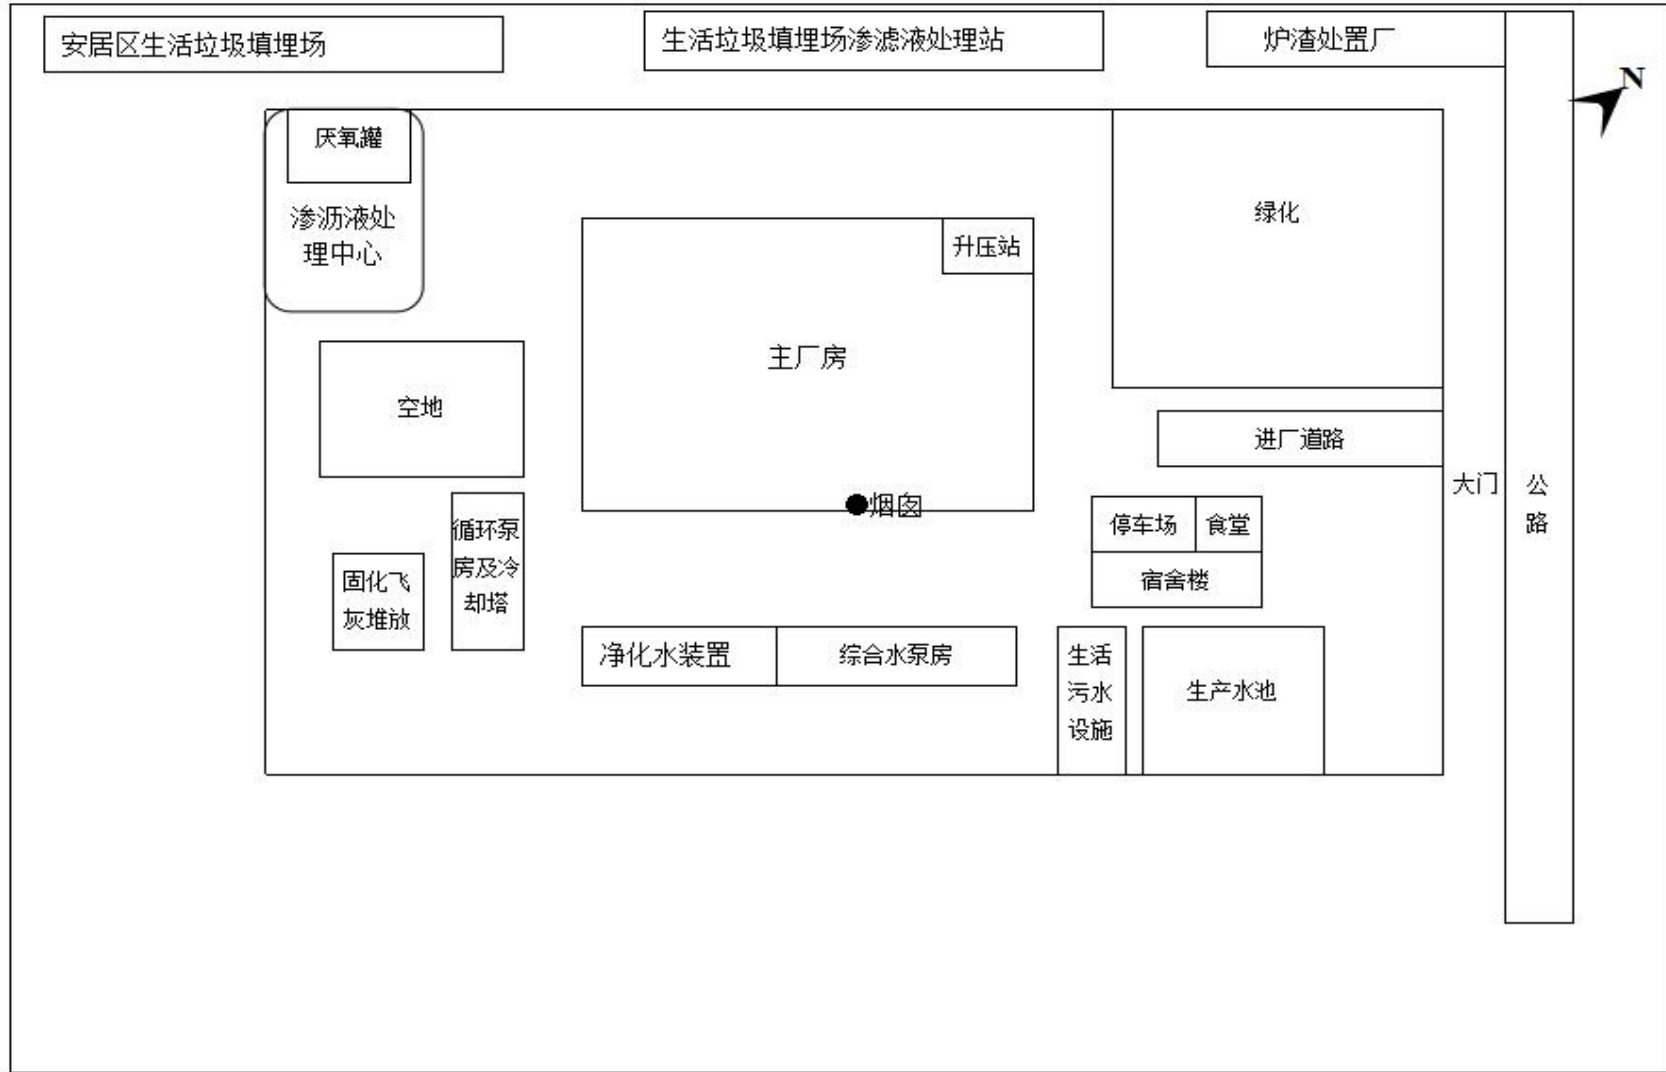 安居区生活垃圾填埋场
生活垃圾填埋场渗滤液处理站
炉渣处置厂
N
厌氧罐
渗沥液处
理中心
升压站
绿化
主厂房
空地
进厂道路
大门
公
路
烟囱
循环泵
房及冷
却塔
停车场
食堂
宿舍楼
固化飞
灰堆放
净化水装置
综合水泵房
生活
污水
设施
生产水池